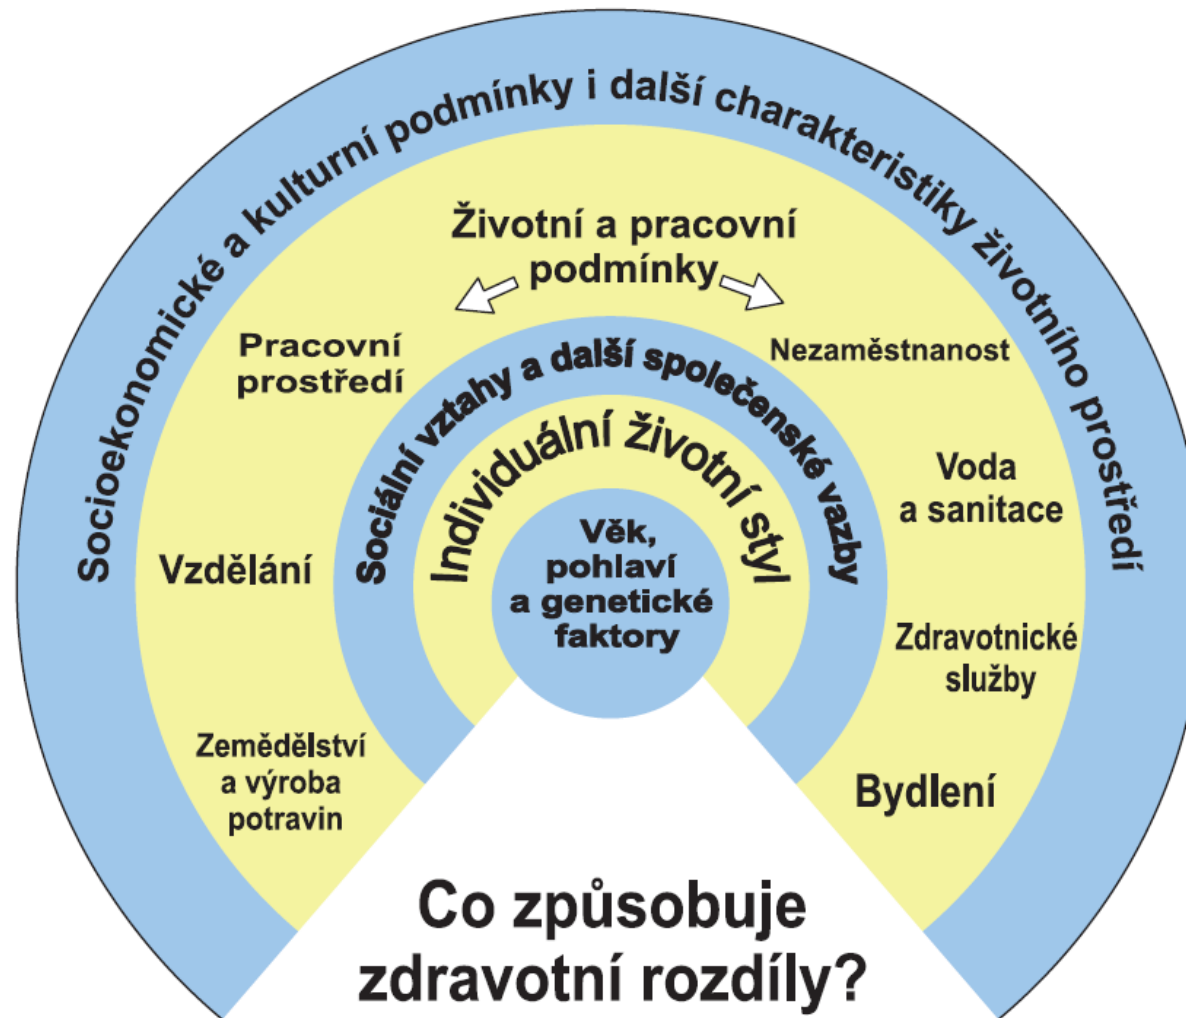 Socioekonomické a kulturní podmínky i další charakteristiky životního prostředí
Životní a pracovní
podmínky
Pracovní
prostředí
Nezaměstnanost
Sociální vztahy a další společenské vazby
Individuální životní styl
Voda
a sanitace
Věk,
pohlaví
a genetické
faktory
Vzdělání
Zdravotnické
služby
Zemědělství
a výroba
potravin
Bydlení
Co způsobuje
zdravotní rozdíly?